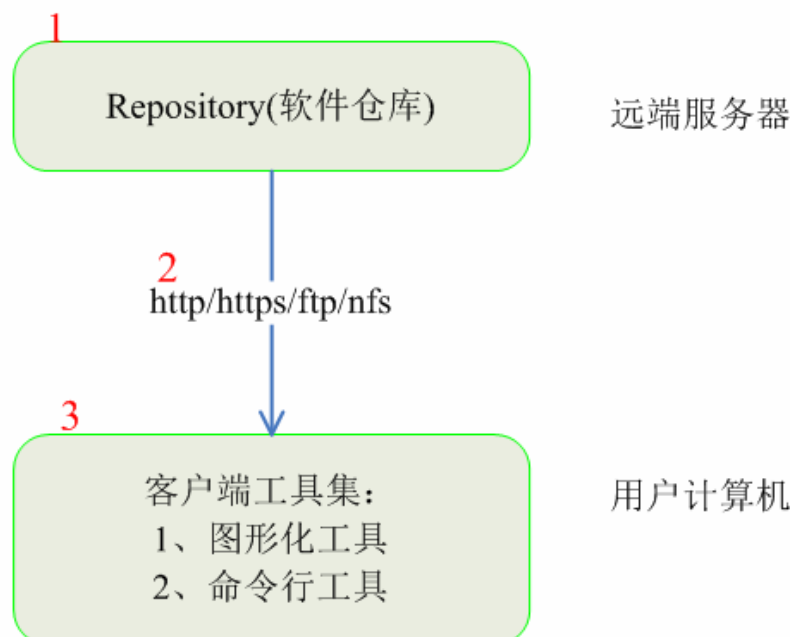 1
Repository(软件仓库)
远端服务器
2
http/https/ftp/nfs
3
客户端工具集：
1、图形化工具
2、命令行工具
用户计算机